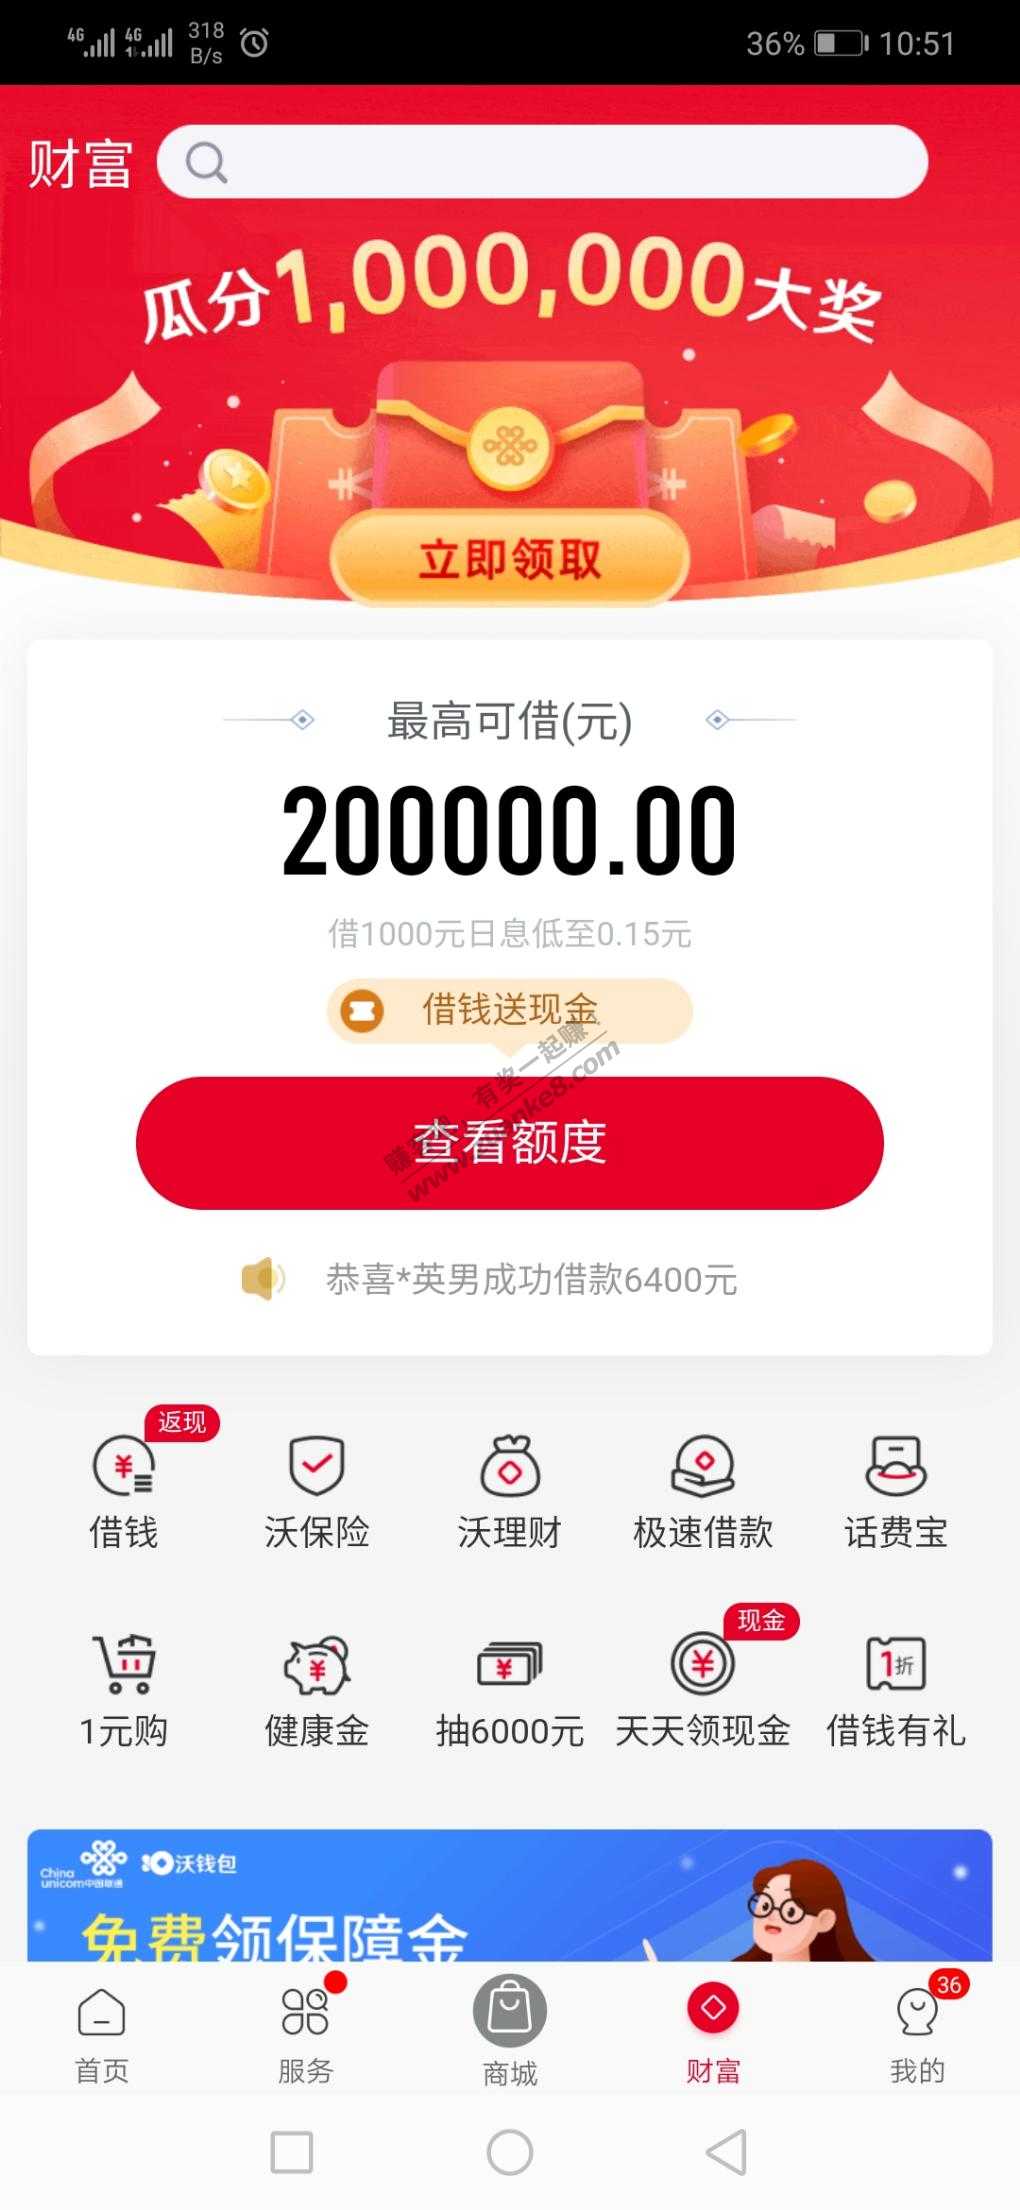 4G 4G 318 B/s 36% 10:51
财富
瓜分1,000,000大奖
立即领取
最高可借(元)
200000.00
借1000元日息低至0.15元
借钱送现金
查看额度
有奖一起赚！
恭喜*英男成功借款6400元
返现
借钱 沃保险 沃理财 极速借款 话费宝
现金
1折
1元购 健康金 抽6000元 天天领现金 借钱有礼
China unicom中国联通 沃钱包
免费领保障金
36
首页 服务 商城 财富 我的